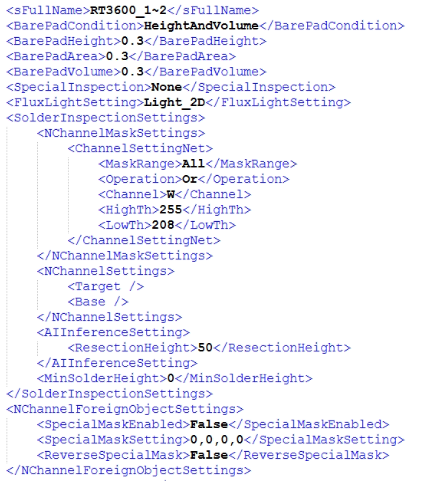 <sFullName>RT3600_1~2</sFullName>
<BarePadCondition>HeightAndVolume</BarePadCondition>
<BarePadHeight>0.3</BarePadHeight>
<BarePadArea>0.3</BarePadArea>
<BarePadVolume>0.3</BarePadVolume>
<SpecialInspection>None</SpecialInspection>
<FluxLightSetting>Light_2D</FluxLightSetting>
<SolderInspectionSettings>
<NChannelMaskSettings>
<ChannelSettingNet>
<MaskRange>All</MaskRange>
<Operation>Or</Operation>
<Channel>W</Channel>
<HighTh>255</HighTh>
<LowTh>208</LowTh>
</ChannelSettingNet>
</NChannelMaskSettings>
<NChannelSettings>
<Target />
<Base />
</NChannelSettings>
<AIInferenceSetting>
<ResectionHeight>50</ResectionHeight>
</AIInferenceSetting>
<MinSolderHeight>0</MinSolderHeight>
</SolderInspectionSettings>
<NChannelForeignObjectSettings>
<SpecialMaskEnabled>False</SpecialMaskEnabled>
<SpecialMaskSetting>0,0,0,0</SpecialMaskSetting>
<ReverseSpecialMask>False</ReverseSpecialMask>
</NChannelForeignObjectSettings>